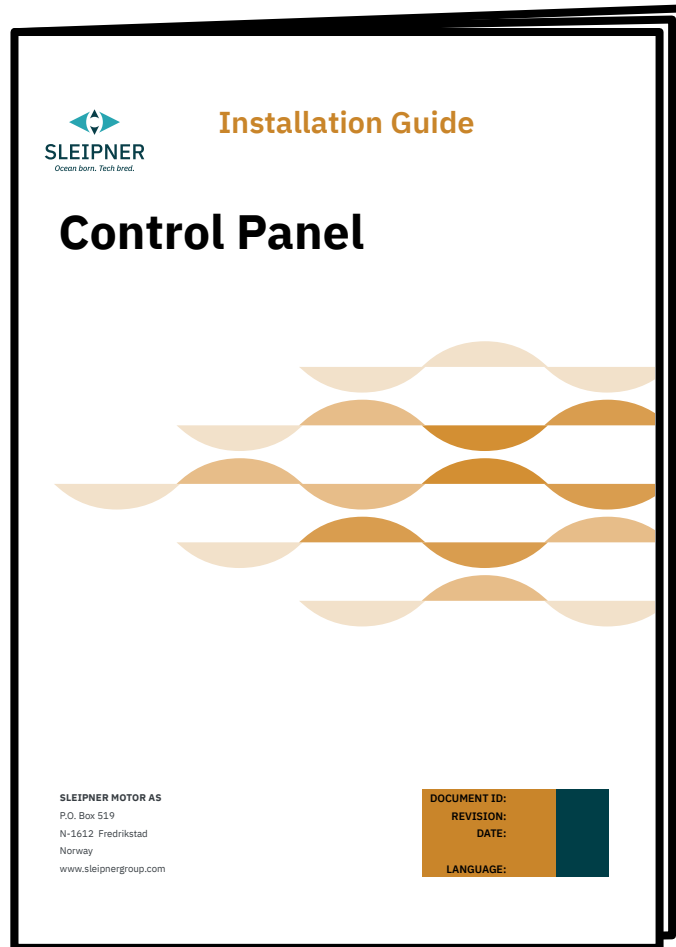 Installation Guide
SLEIPNER
Ocean born. Tech bred.
Control Panel
SLEIPNER MOTOR AS
P.O. Box 519
N-1612 Fredrikstad
Norway
www.sleipnergroup.com
DOCUMENT ID:
REVISION:
DATE:
LANGUAGE: